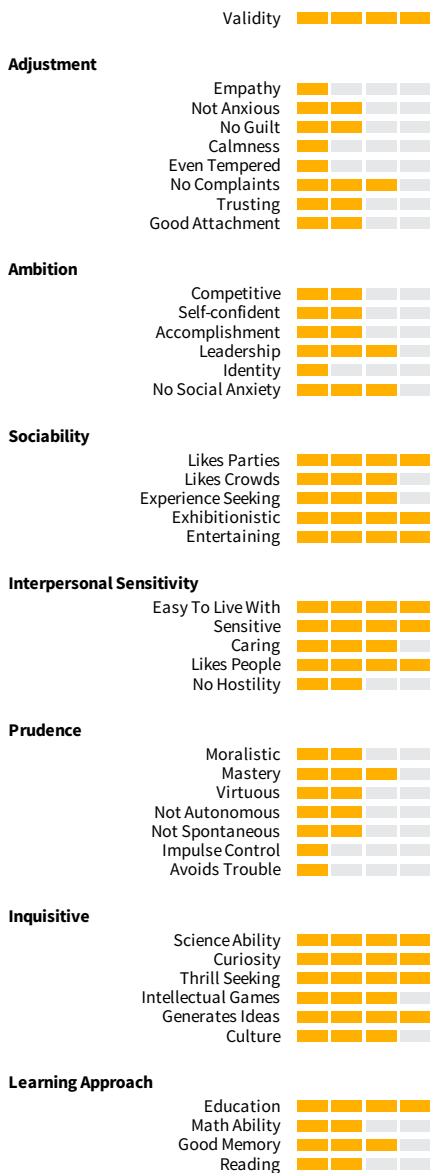 Validity
Adjustment
Empathy
Not Anxious
No Guilt
Calmness
Even Tempered
No Complaints
Trusting
Good Attachment
Ambition
Competitive
Self-confident
Accomplishment
Leadership
Identity
No Social Anxiety
Sociability
Likes Parties
Likes Crowds
Experience Seeking
Exhibitionistic
Entertaining
Interpersonal Sensitivity
Easy To Live With
Sensitive
Caring
Likes People
No Hostility
Prudence
Moralistic
Mastery
Virtuous
Not Autonomous
Not Spontaneous
Impulse Control
Avoids Trouble
Inquisitive
Science Ability
Curiosity
Thrill Seeking
Intellectual Games
Generates Ideas
Culture
Learning Approach
Education
Math Ability
Good Memory
Reading